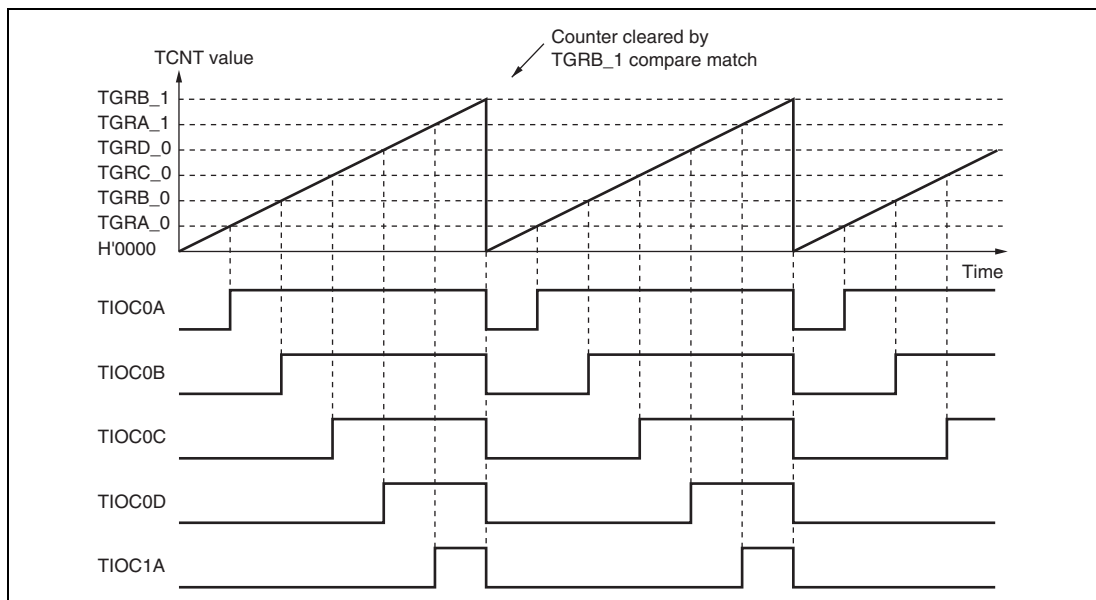 Counter cleared by
TGRB_1 compare match
TCNT value
TGRB_1
TGRA_1
TGRD_0
TGRC_0
TGRB_0
TGRA_0
H'0000
Time
TIOC0A
TIOC0B
TIOC0C
TIOC0D
TIOC1A